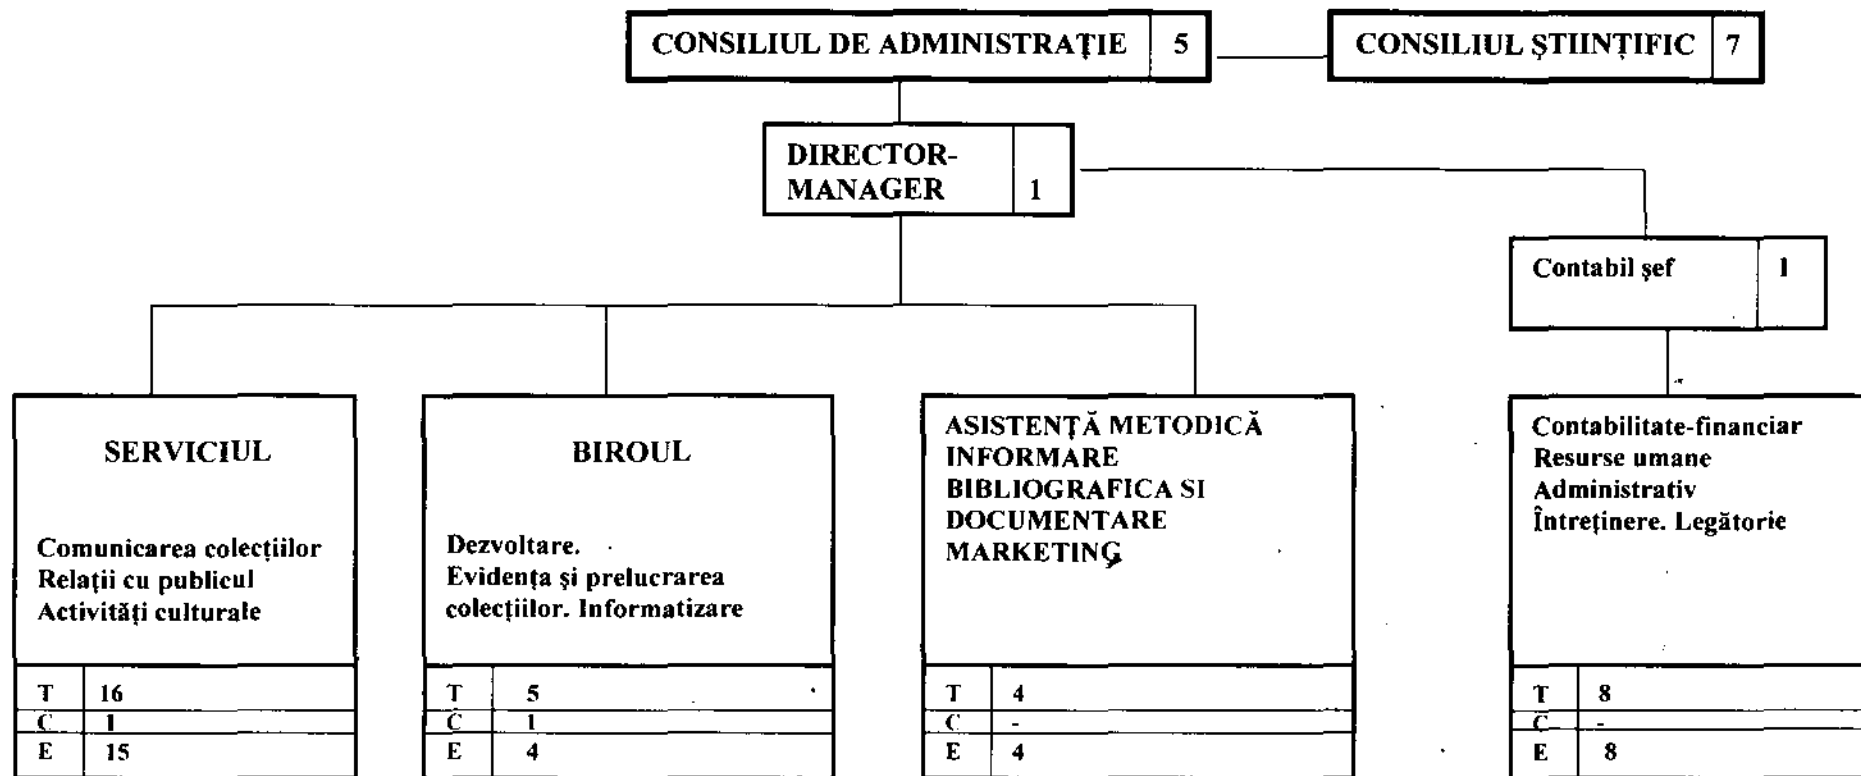 CONSILIUL DE ADMINISTRAȚIE 5
CONSILIUL ȘTIINȚIFIC 7
DIRECTOR-
MANAGER 1
Contabil șef 1
SERVICIUL
Comunicarea colecțiilor
Relații cu publicul
Activități culturale
T 16
C 1
E 15
BIROUL
Dezvoltare.
Evidența și prelucrarea
colecțiilor. Informatizare
T 5
C 1
E 4
ASISTENȚĂ METODICĂ
INFORMARE
BIBLIOGRAFICA SI
DOCUMENTARE
MARKETING
T 4
C -
E 4
Contabilitate-financiar
Resurse umane
Administrativ
Întreținere. Legătorie
T 8
C -
E 8